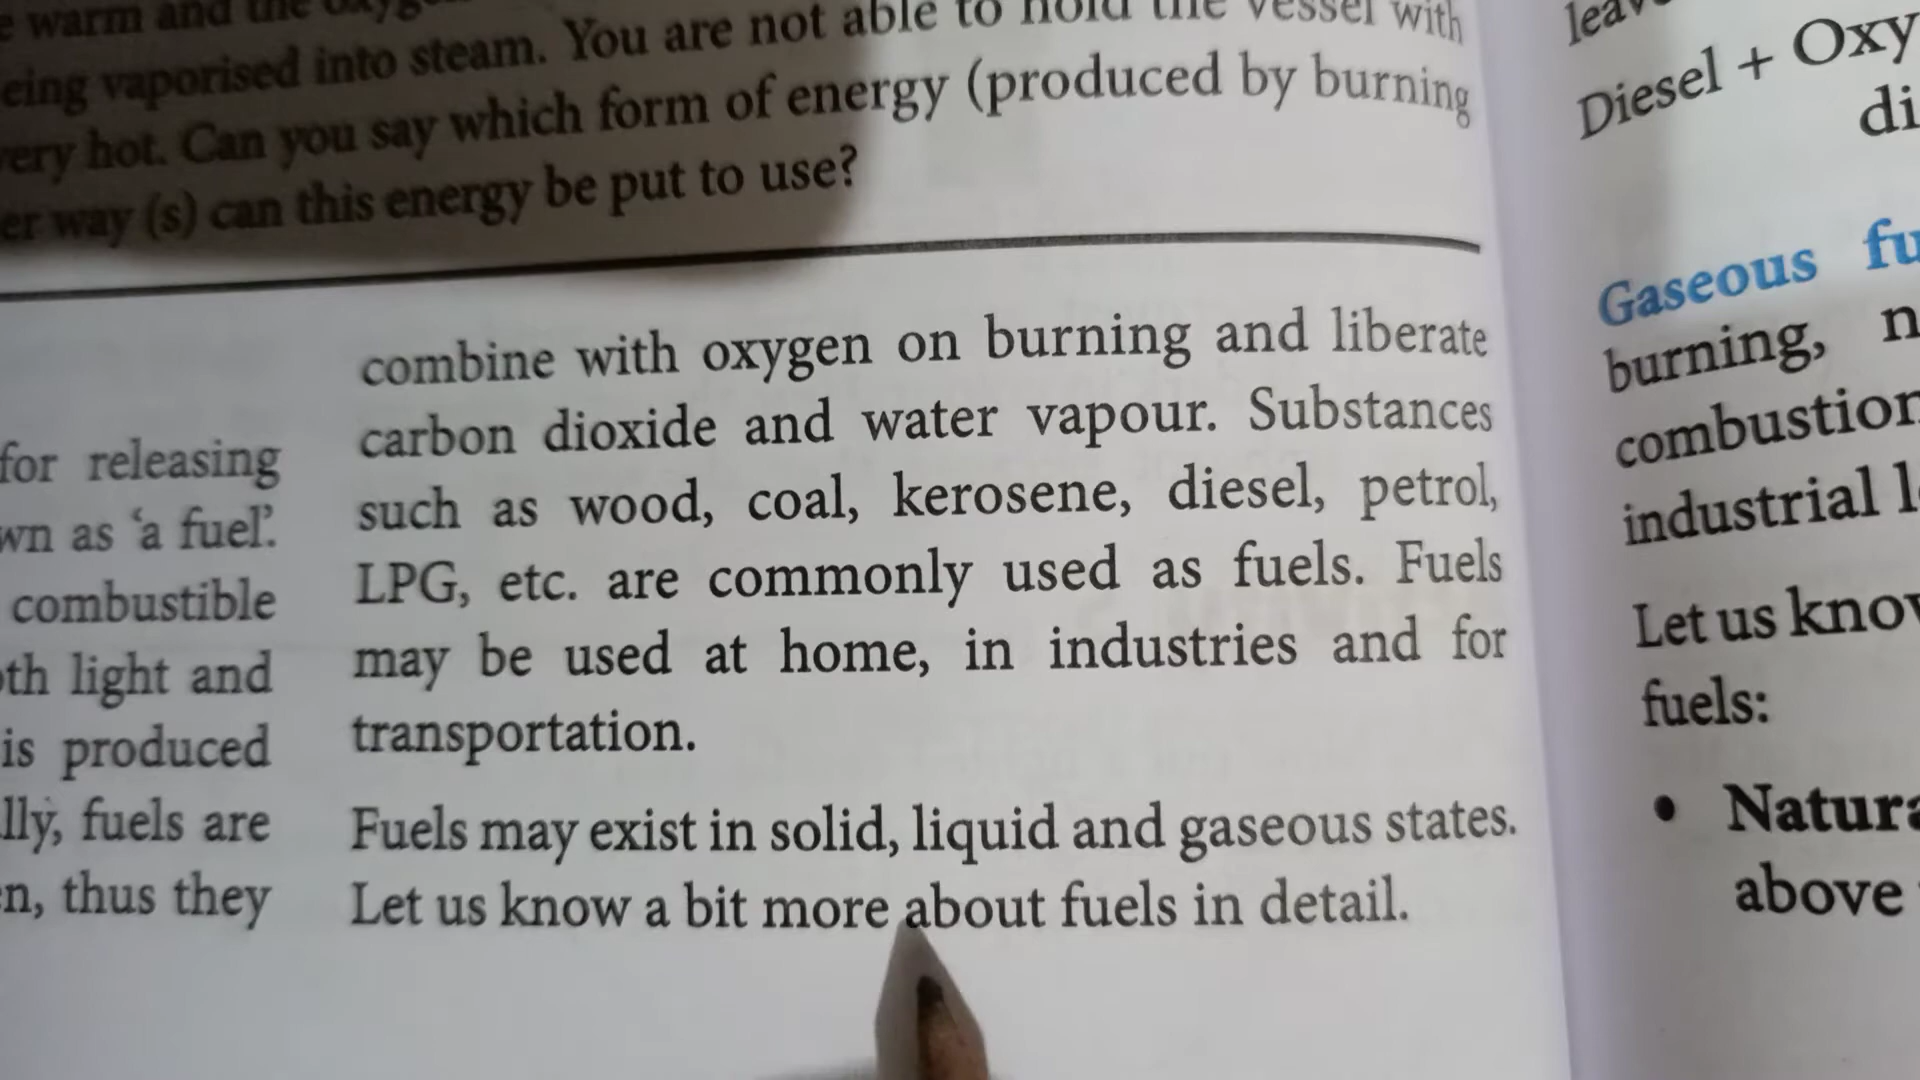 warm and the
eing vaporised into steam. You are not able to hold the vessel with
very hot. Can you say which form of energy (produced by burning
er way (s) can this energy be put to use?
for releasing
wn as ‘a fuel’.
combustible
th light and
is produced
lly, fuels are
n, thus they
combine with oxygen on burning and liberate
carbon dioxide and water vapour. Substances
such as wood, coal, kerosene, diesel, petrol,
LPG, etc. are commonly used as fuels. Fuels
may be used at home, in industries and for
transportation.
Fuels may exist in solid, liquid and gaseous states.
Let us know a bit more about fuels in detail.
leav
Diesel + Oxy
di
Gaseous fu
burning, n
combustion
industrial l
Let us know
fuels:
• Natura
above